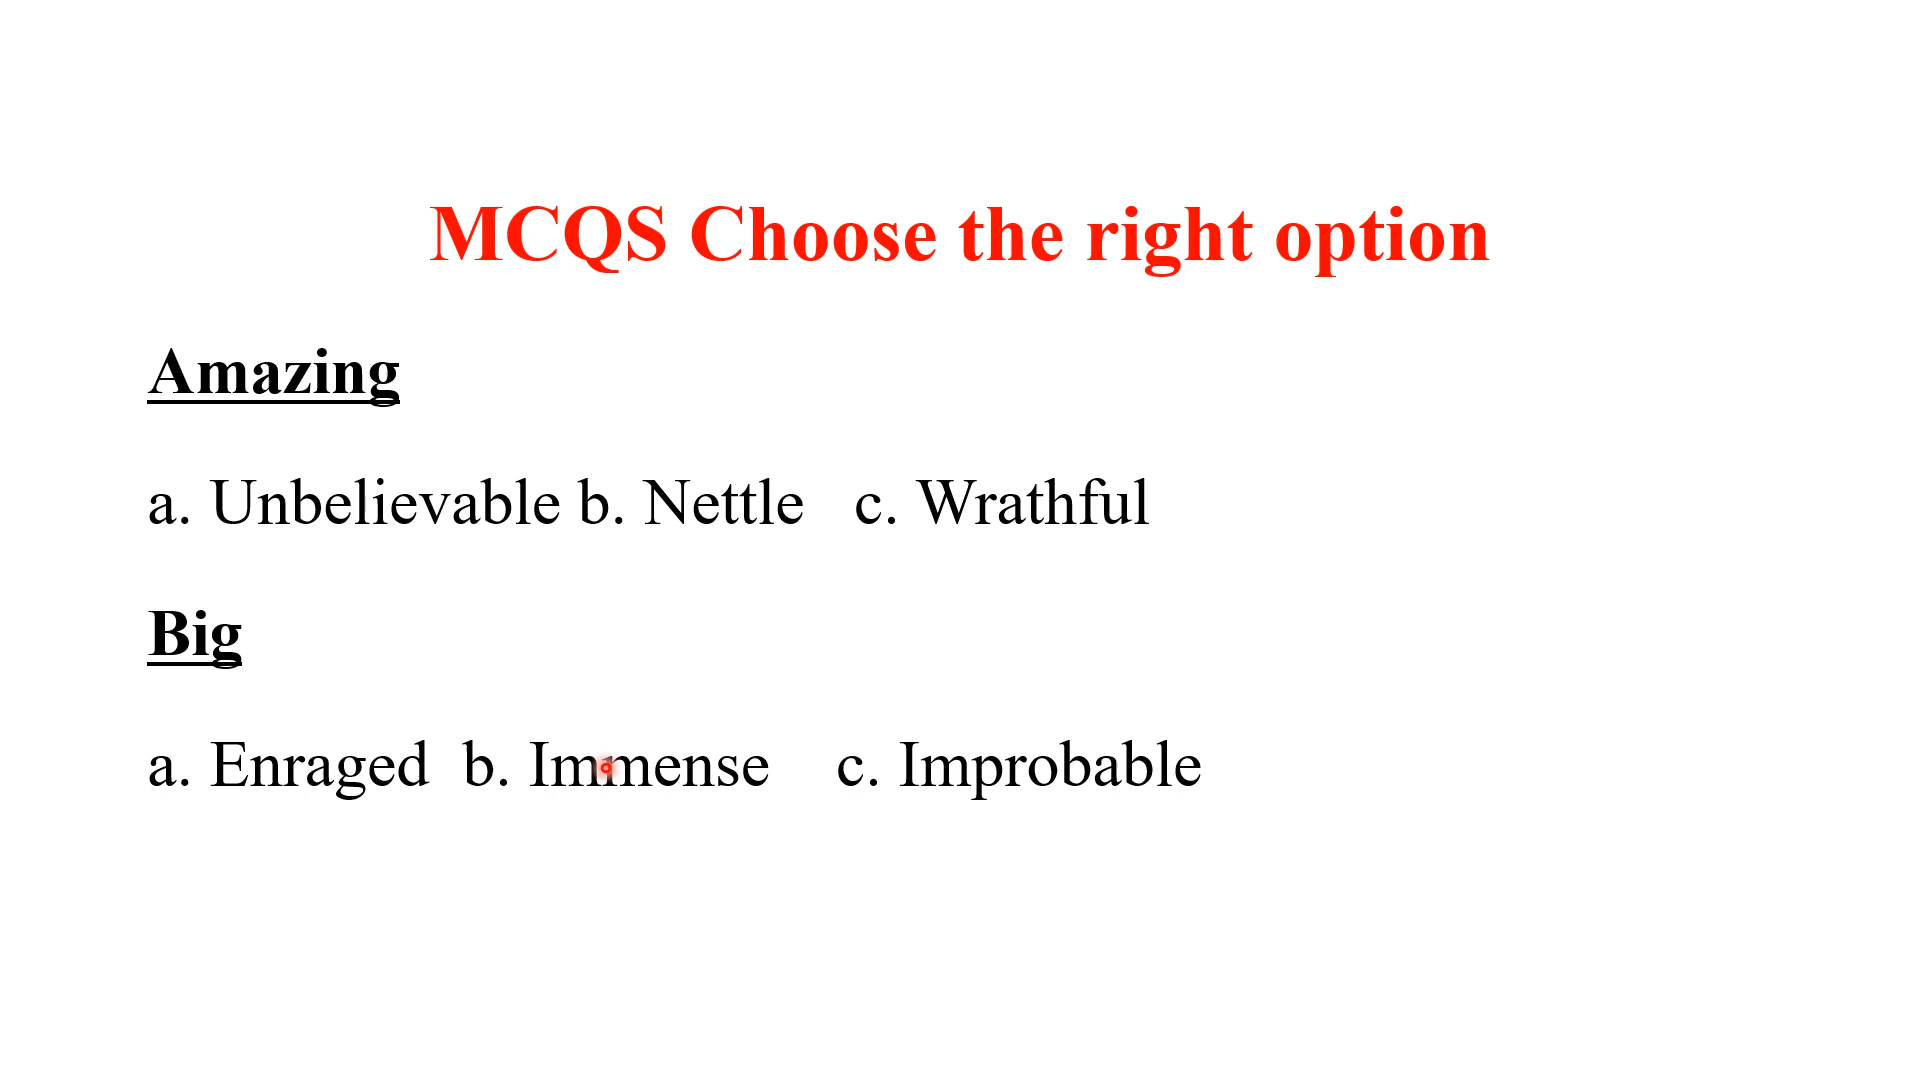 MCQS Choose the right option
Amazing
a. Unbelievable b. Nettle c. Wrathful
Big
a. Enraged b. Immense c. Improbable